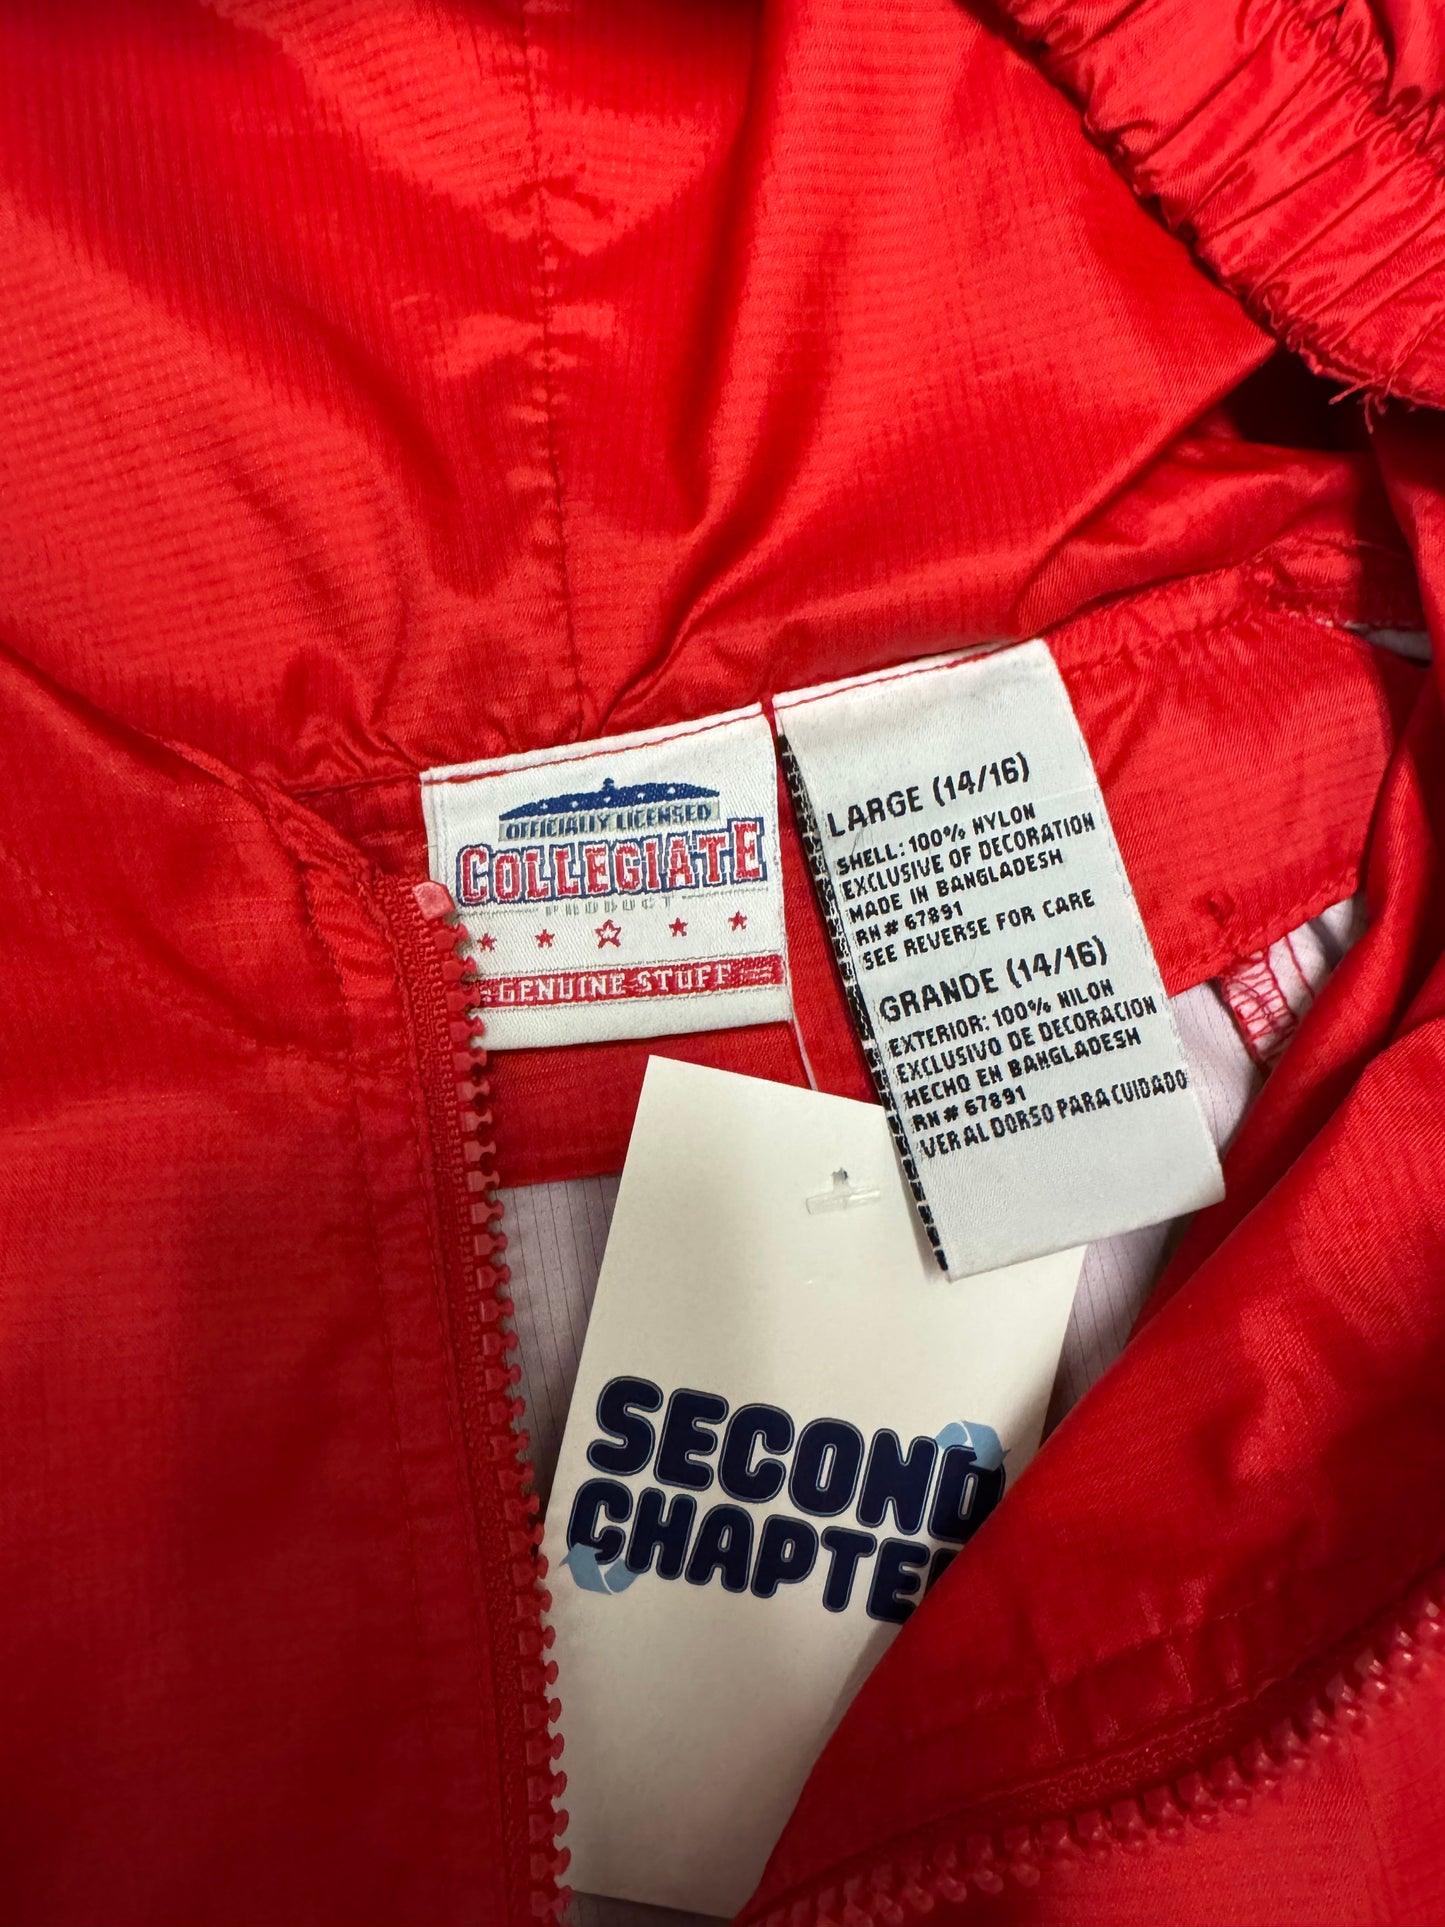 OFFICIALLY LICENSED
COLLEGIATE
PRODUCT
GENUINE STUFF
LARGE (14/16)
SHELL: 100% NYLON
EXCLUSIVE OF DECORATION
MADE IN BANGLADESH
RN# 67891
SEE REVERSE FOR CARE
GRANDE (14/16)
EXTERIOR: 100% NILON
EXCLUSIVO DE DECORACION
HECHO EN BANGLADESH
RN# 67891
VER AL DORSO PARA CUIDADO
SECOND
CHAPTE